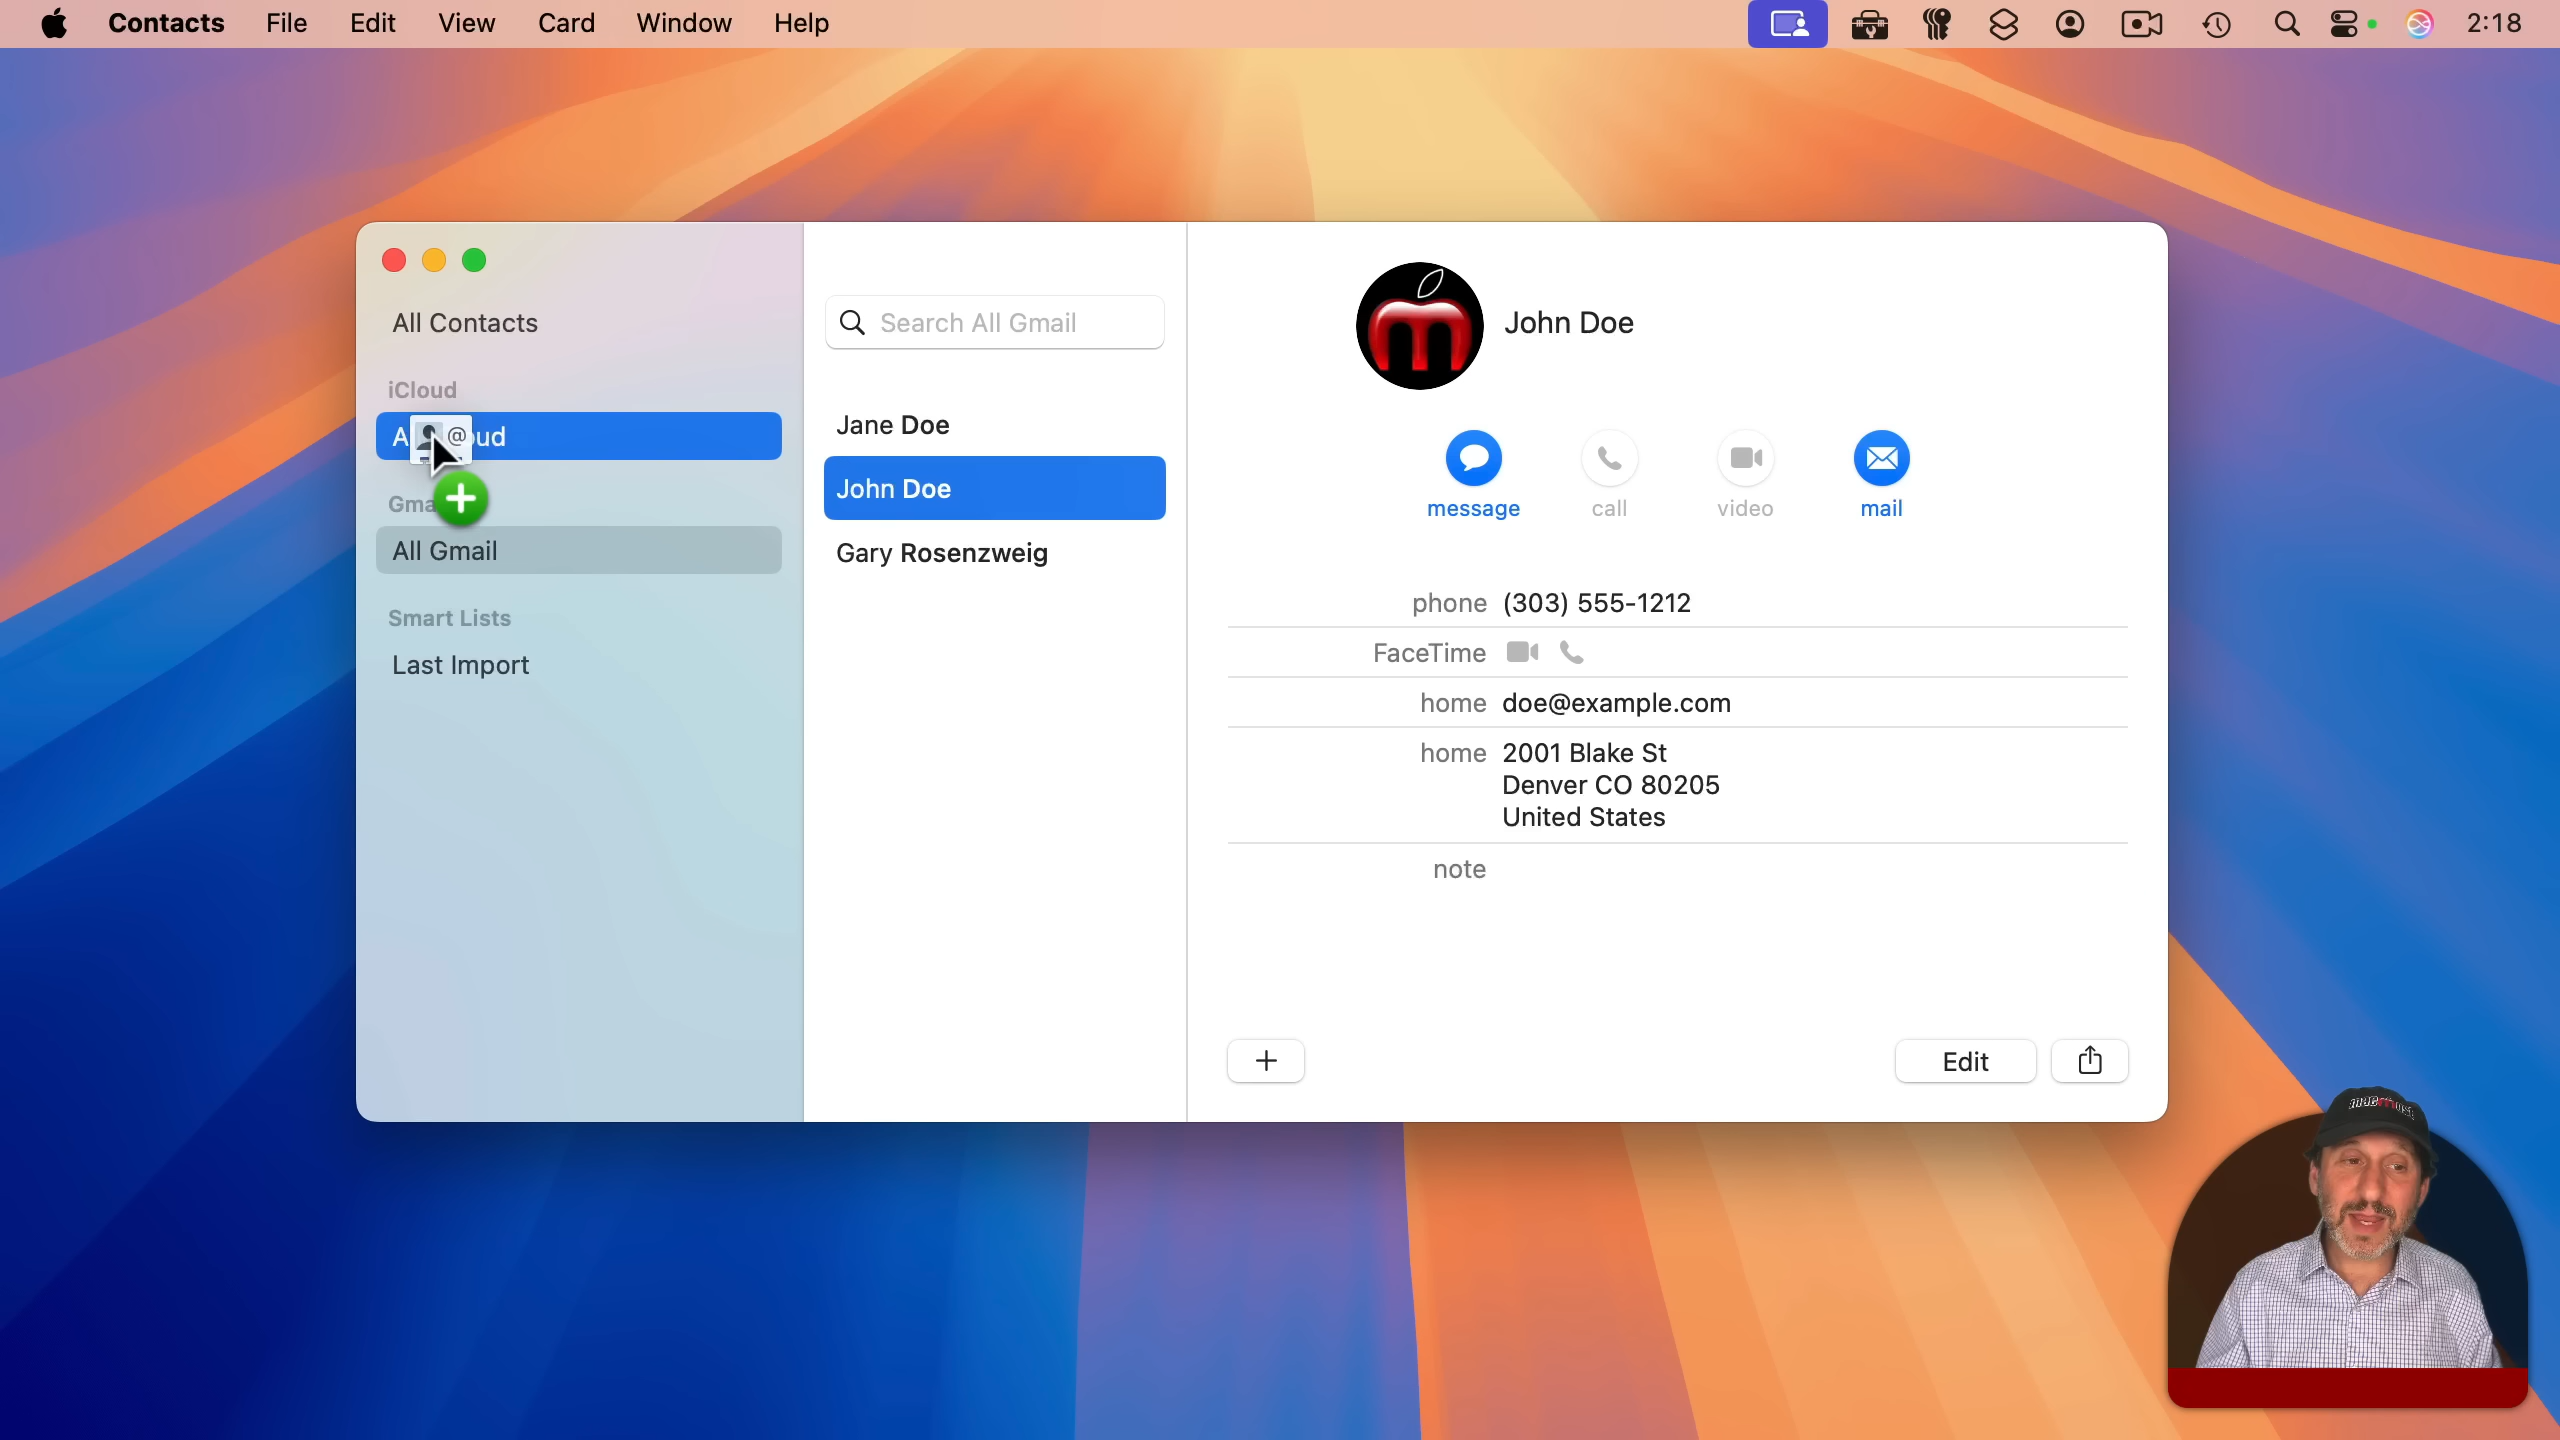 Contacts File Edit View Card Window Help 2:18
All Contacts
iCloud
All Gmail
Smart Lists
Last Import
Search All Gmail
Jane Doe
John Doe
Gary Rosenzweig
John Doe
message call video mail
phone (303) 555-1212
FaceTime
home doe@example.com
home 2001 Blake St
Denver CO 80205
United States
note
Edit